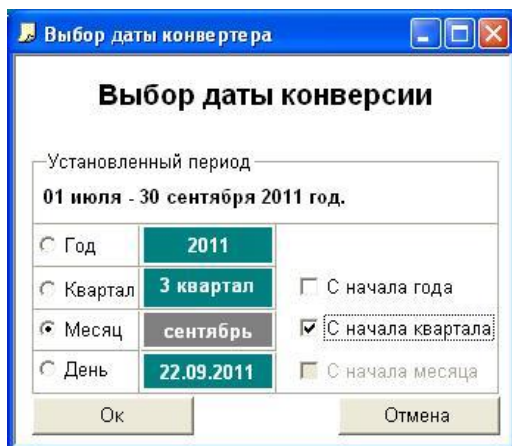 Выбор даты конвертера
Выбор даты конверсии
Установленный период
01 июля - 30 сентября 2011 год.
Год 2011
Квартал 3 квартал С начала года
Месяц сентябрь С начала квартала
День 22.09.2011 С начала месяца
Ок Отмена